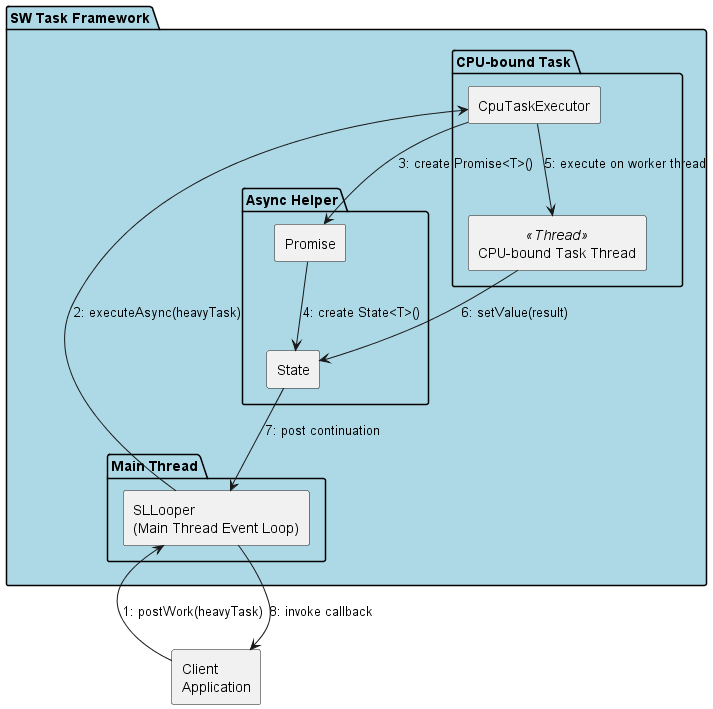 SW Task Framework
CPU-bound Task
CpuTaskExecutor
3: create Promise<T>()
5: execute on worker thread
Async Helper
Promise
«Thread»
CPU-bound Task Thread
2: executeAsync(heavyTask)
4: create State<T>()
6: setValue(result)
State
7: post continuation
Main Thread
SLLooper
(Main Thread Event Loop)
1: postWork(heavyTask)
8: invoke callback
Client
Application